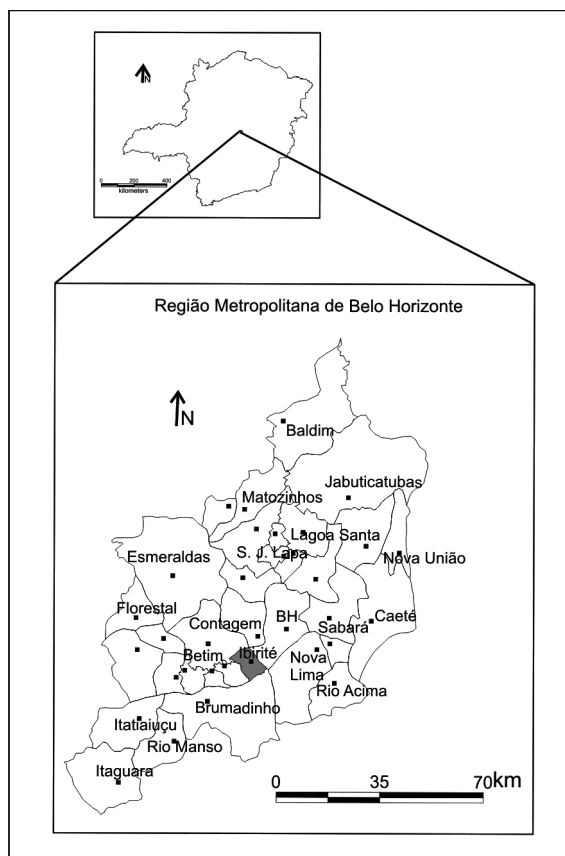 N
0 200 400
kilometers
Região Metropolitana de Belo Horizonte
N
Baldim
Jabuticatubas
Matozinhos
Lagoa Santa
S. J. Lapa
Nova União
Esmeraldas
Florestal
Contagem
BH
Sabará
Caeté
Betim
Ibirité
Nova
Lima
Rio Acima
Brumadinho
Itatiaiuçu
Rio Manso
Itaguara
0 35 70km